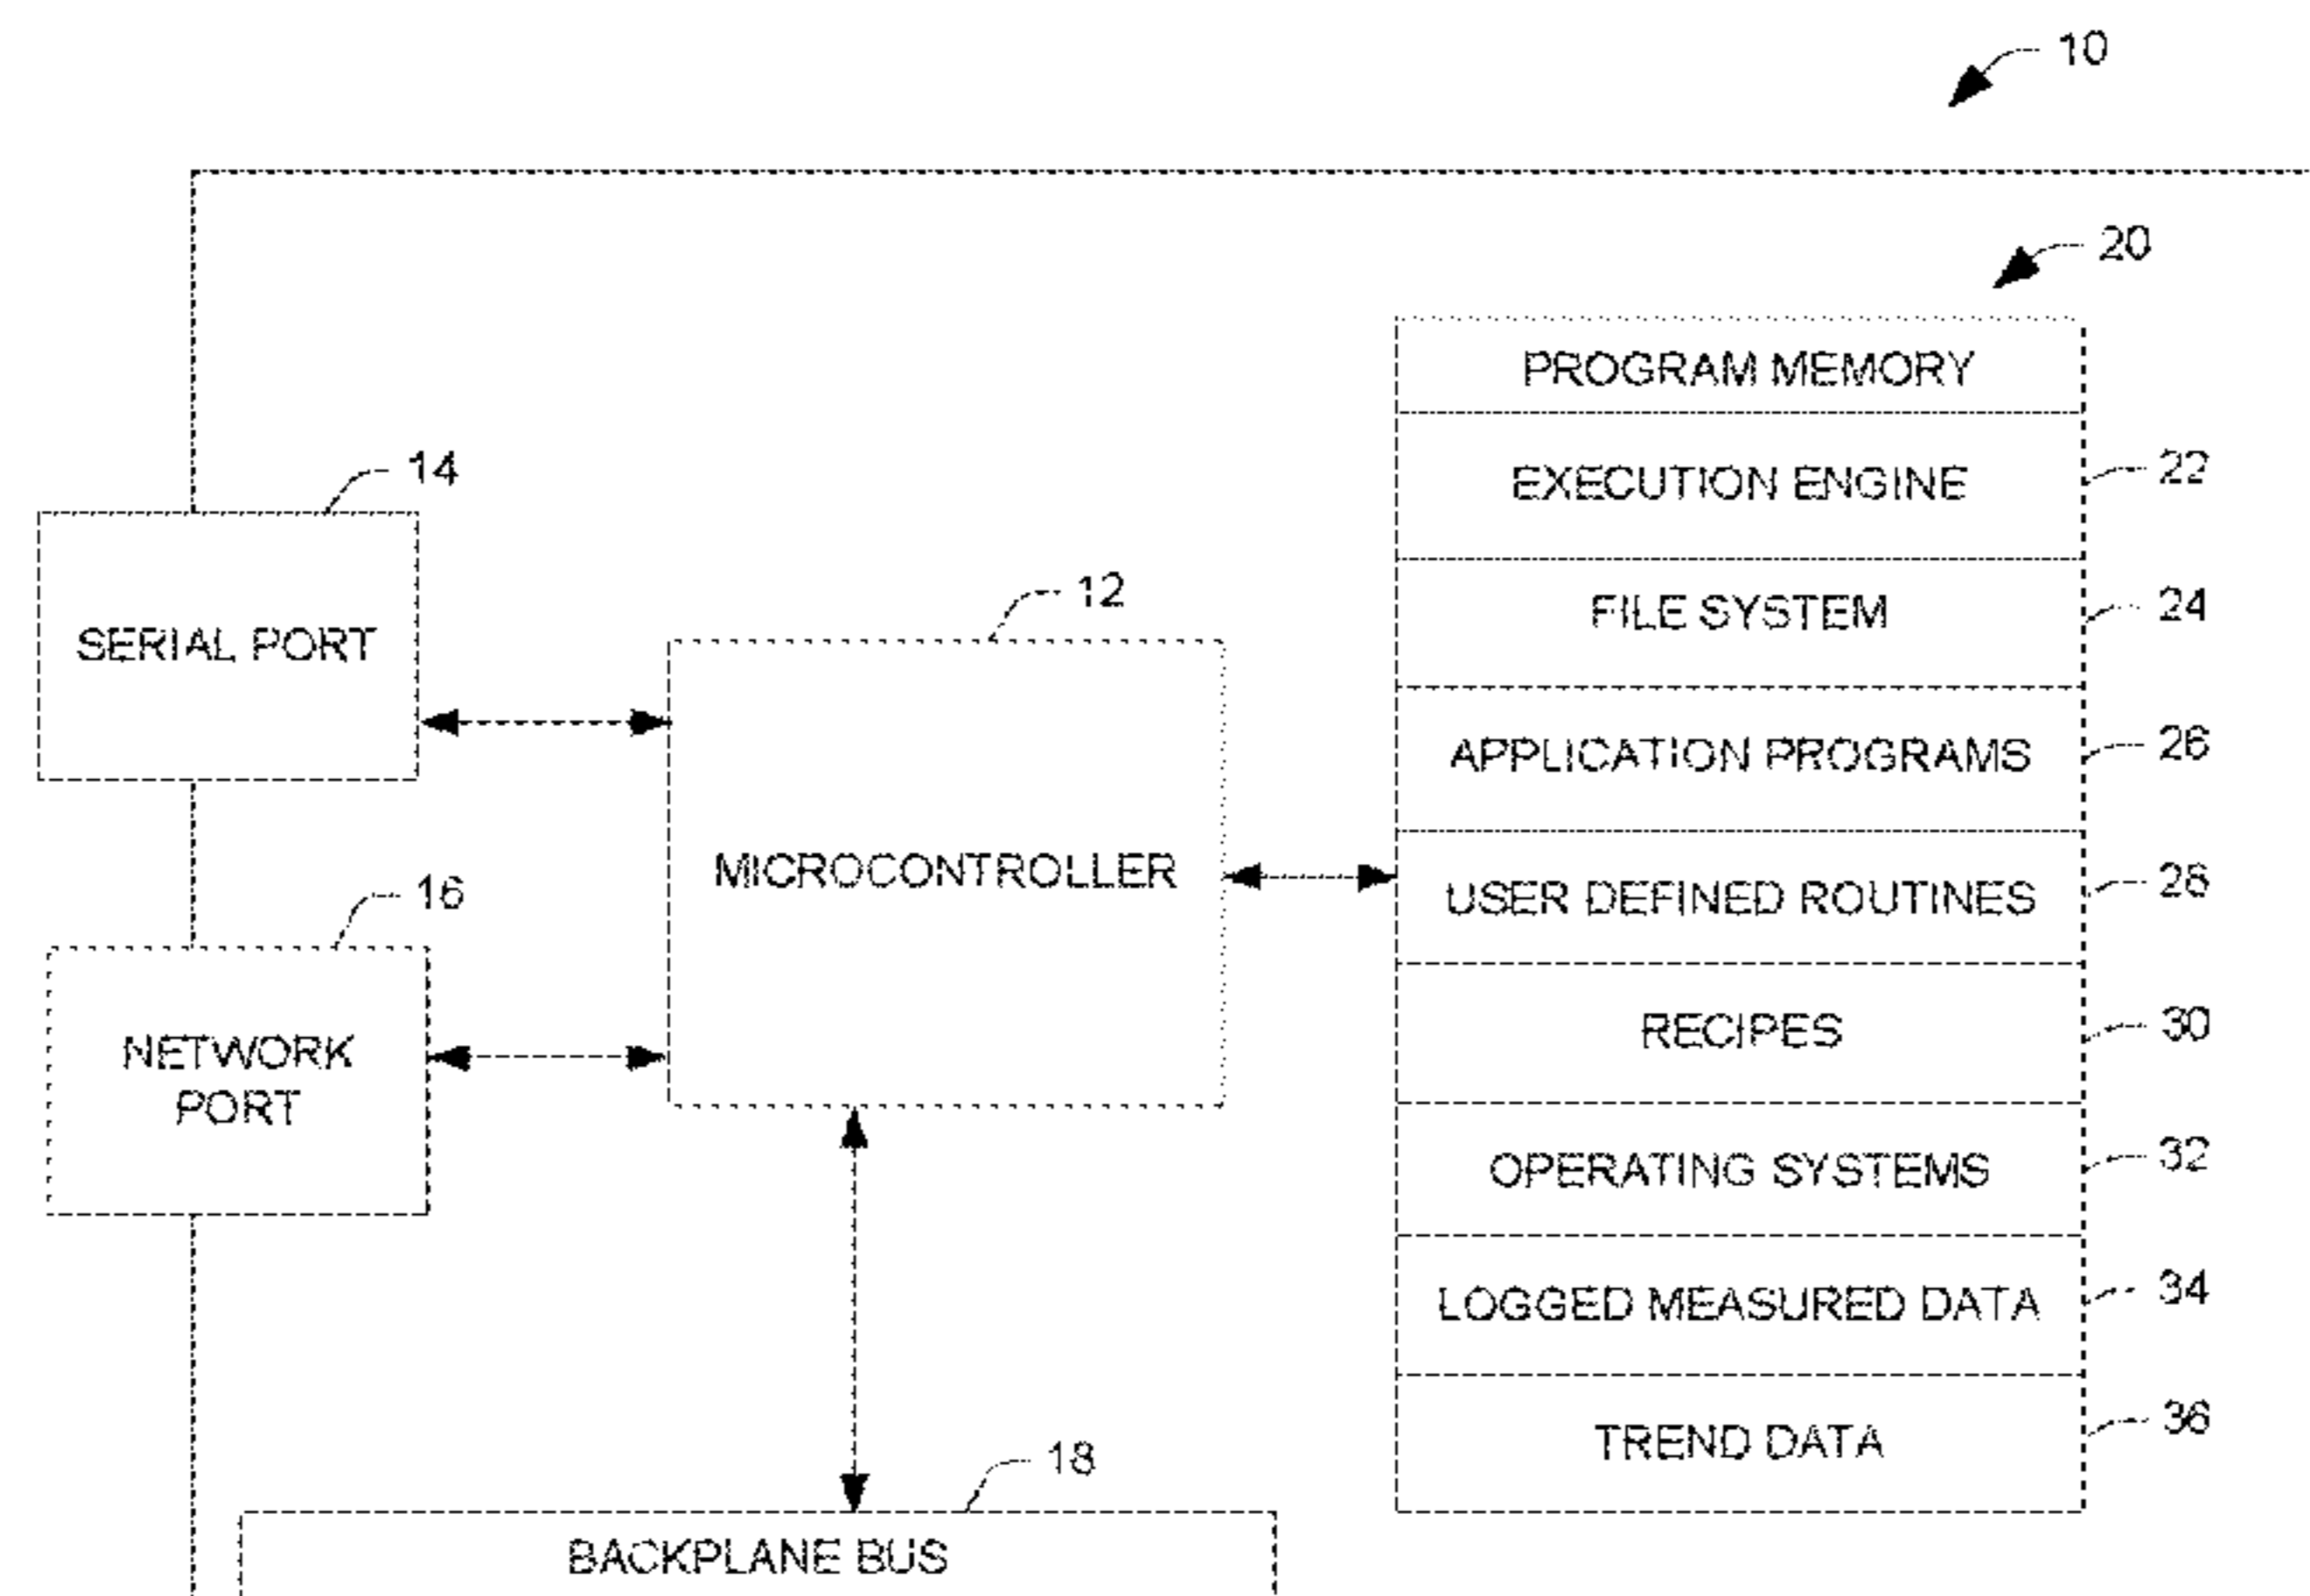 10
20
PROGRAM MEMORY
EXECUTION ENGINE
22
14
FILE SYSTEM
24
SERIAL PORT
12
APPLICATION PROGRAMS
26
MICROCONTROLLER
USER DEFINED ROUTINES
28
16
NETWORK
PORT
RECIPES
30
OPERATING SYSTEMS
32
LOGGED MEASURED DATA
34
TREND DATA
36
18
BACKPLANE BUS